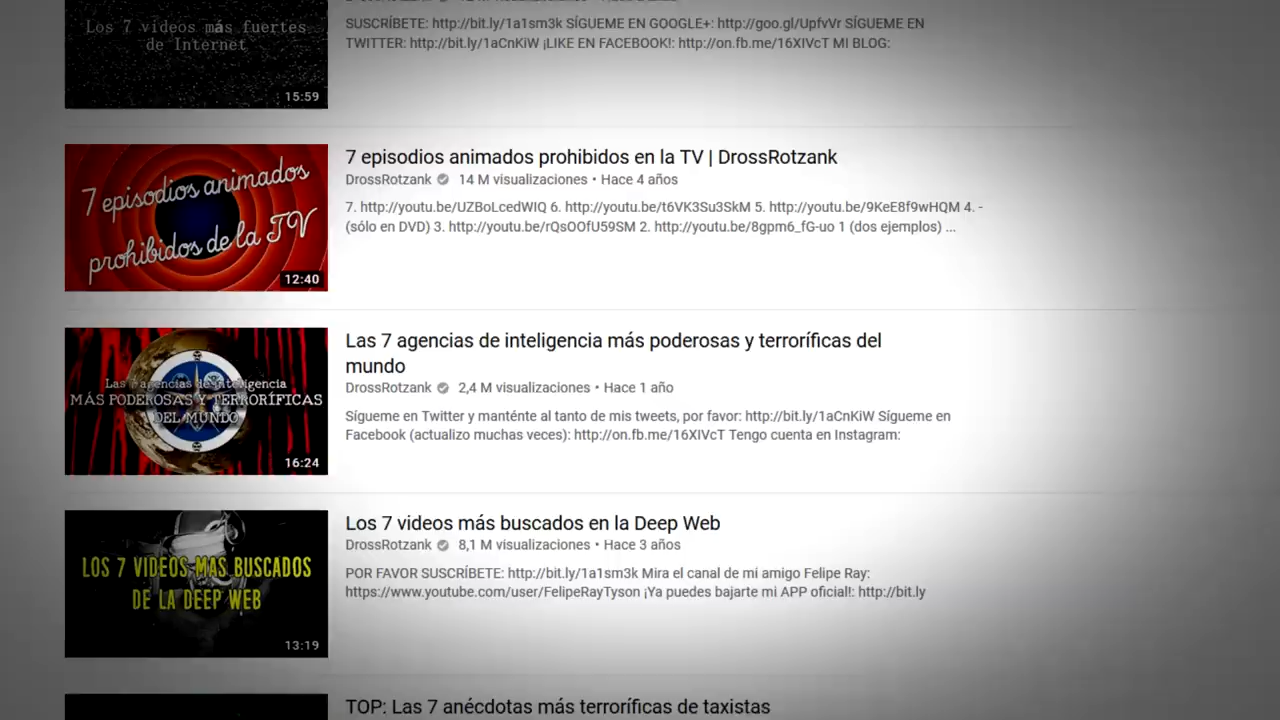 Los 7 videos más fuertes
de Internet
15:59
SUSCRÍBETE: http://bit.ly/1a1sm3k SÍGUEME EN GOOGLE+: http://goo.gl/UpfvVr SÍGUEME EN
TWITTER: http://bit.ly/1aCnKiW ¡LIKE EN FACEBOOK!: http://on.fb.me/16XIVcT MI BLOG:
7 episodios animados
prohibidos de la TV
12:40
7 episodios animados prohibidos en la TV | DrossRotzank
DrossRotzank 14 M visualizaciones • Hace 4 años
7. http://youtu.be/UZBoLcedWIQ 6. http://youtu.be/t6VK3Su3SkM 5. http://youtu.be/9KeE8f9wHQM 4. -
(sólo en DVD) 3. http://youtu.be/rQsOOfU59SM 2. http://youtu.be/8gpm6_fG-uo 1 (dos ejemplos) ...
Las 7 agencias de inteligencia
MÁS PODEROSAS Y TERRORÍFICAS
DEL MUNDO
16:24
Las 7 agencias de inteligencia más poderosas y terroríficas del
mundo
DrossRotzank 2,4 M visualizaciones • Hace 1 año
Sígueme en Twitter y manténte al tanto de mis tweets, por favor: http://bit.ly/1aCnKiW Sígueme en
Facebook (actualizo muchas veces): http://on.fb.me/16XIVcT Tengo cuenta en Instagram:
LOS 7 VIDEOS MAS BUSCADOS
DE LA DEEP WEB
13:19
Los 7 videos más buscados en la Deep Web
DrossRotzank 8,1 M visualizaciones • Hace 3 años
POR FAVOR SUSCRÍBETE: http://bit.ly/1a1sm3k Mira el canal de mi amigo Felipe Ray:
https://www.youtube.com/user/FelipeRayTyson ¡Ya puedes bajarte mi APP oficial!: http://bit.ly
TOP: Las 7 anécdotas más terroríficas de taxistas